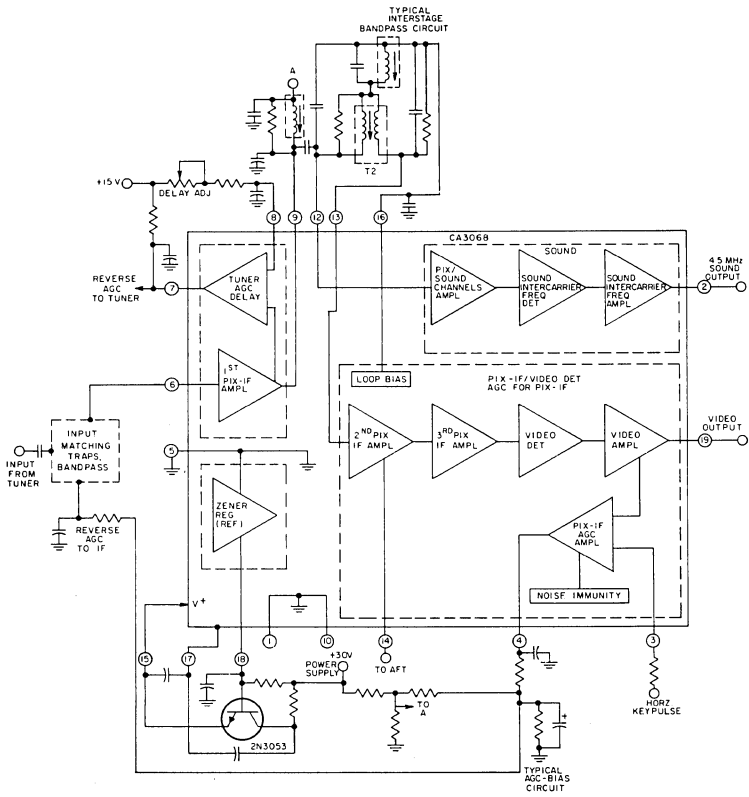 TYPICAL
INTERSTAGE
BANDPASS CIRCUIT
A
T2
+15 V
DELAY ADJ
8
9
12
13
16
CA3068
SOUND
TUNER
AGC
DELAY
PIX/
SOUND
CHANNELS
AMPL
SOUND
INTERCARRIER
FREQ
DET
SOUND
INTERCARRIER
FREQ
AMPL
2
4.5 MHz
SOUND
OUTPUT
REVERSE
AGC
TO TUNER
7
1ST
PIX-IF
AMPL
6
LOOP BIAS
PIX-IF/VIDEO DET
AGC FOR PIX-IF
INPUT
MATCHING
TRAPS,
BANDPASS
INPUT
FROM
TUNER
5
2ND PIX
IF AMPL
3RD PIX
IF AMPL
VIDEO
DET
VIDEO
AMPL
VIDEO
OUTPUT
19
ZENER
REG
(REF)
REVERSE
AGC
TO IF
PIX-IF
AGC
AMPL
NOISE IMMUNITY
V+
15
17
18
1
10
14
4
3
+30V
POWER
SUPPLY
TO AFT
TO
A
HORZ
KEYPULSE
2N3053
+
TYPICAL
AGC-BIAS
CIRCUIT